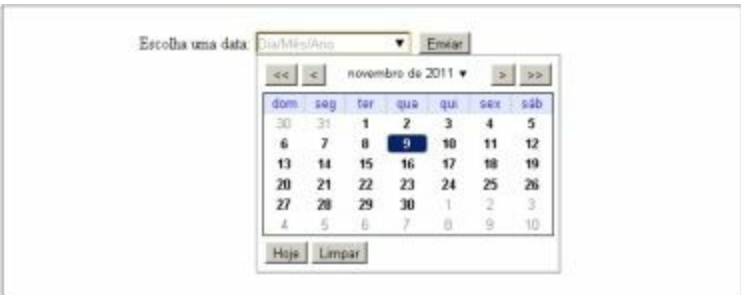 Escolha uma data: Dia/Mês/Ano ▼ Enviar
<< < novembro de 2011 ▼ > >>
dom seg ter qua qui sex sáb
30 31 1 2 3 4 5
6 7 8 9 10 11 12
13 14 15 16 17 18 19
20 21 22 23 24 25 26
27 28 29 30 1 2 3
4 5 6 7 8 9 10
Hoje Limpar